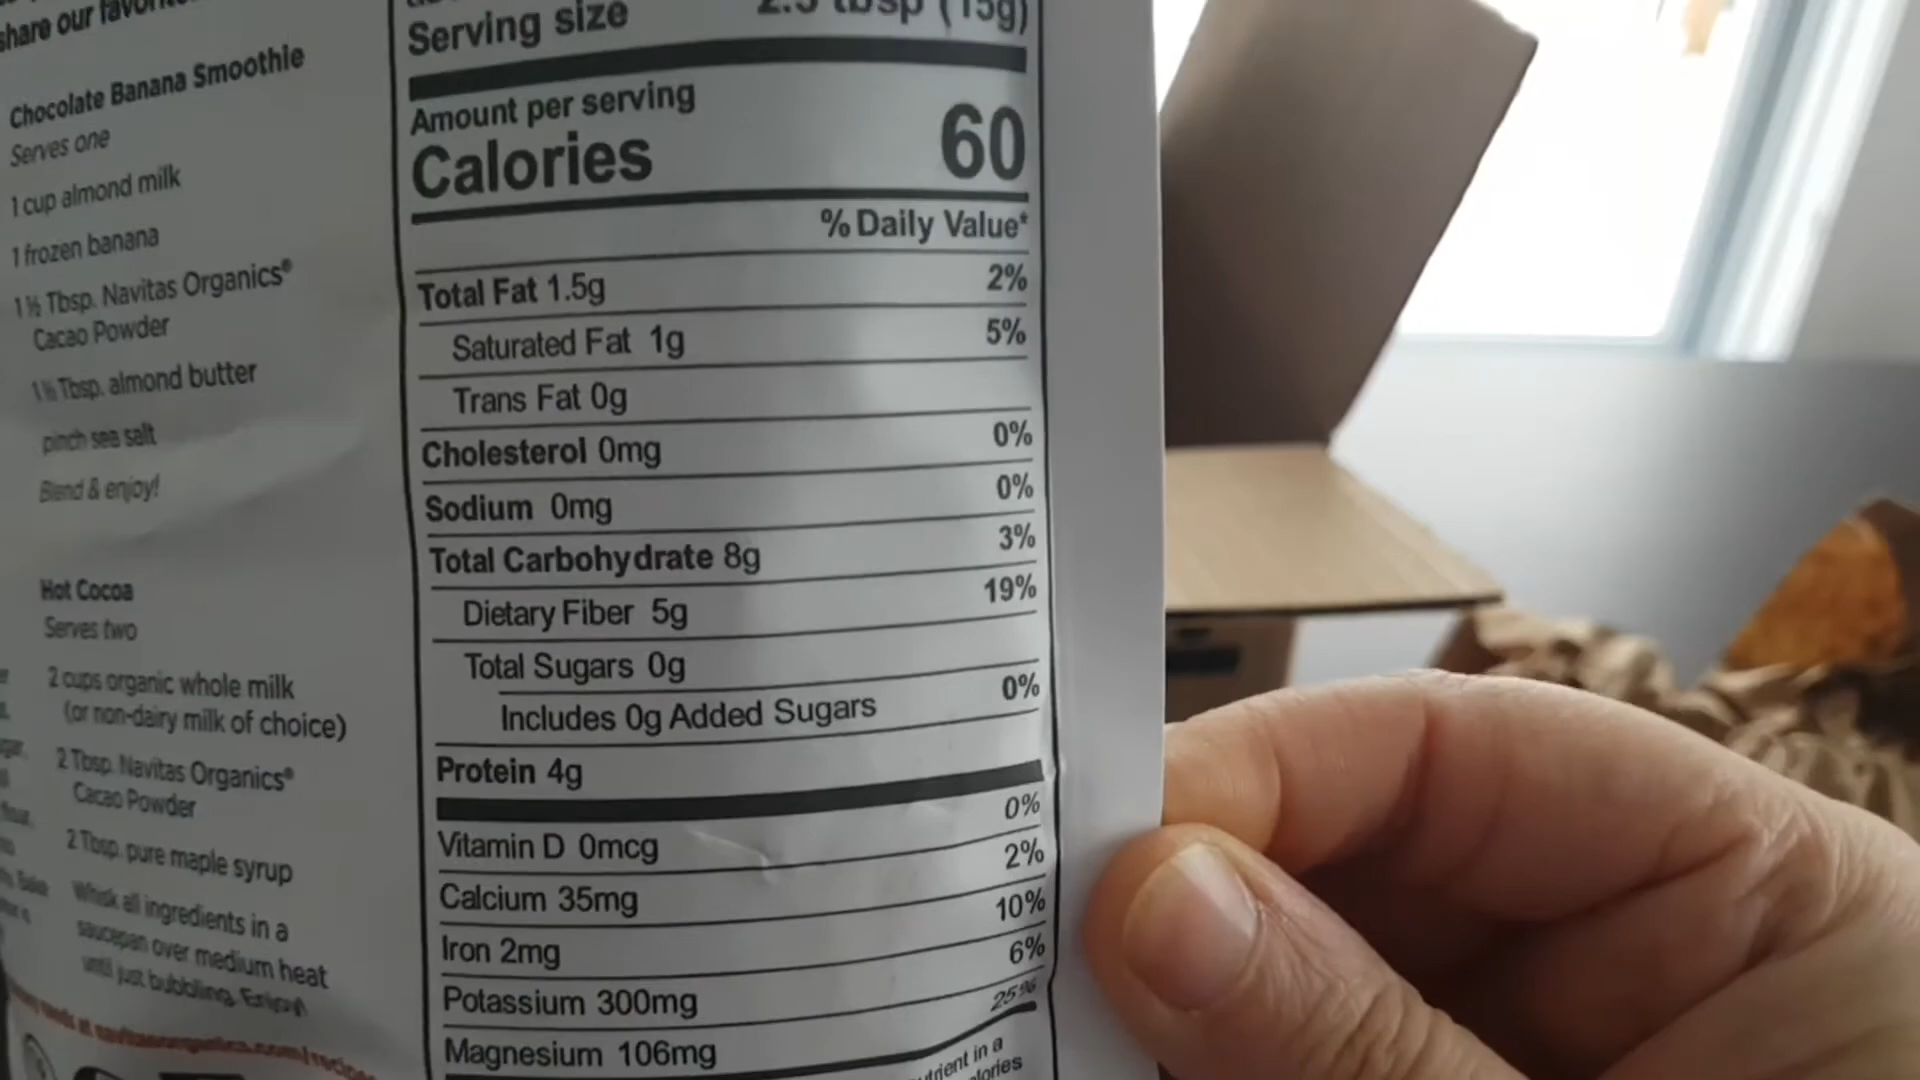 share our favorite
Chocolate Banana Smoothie
Serves one
1 cup almond milk
1 frozen banana
1 ½ Tbsp. Navitas Organics®
Cacao Powder
1 ½ Tbsp. almond butter
pinch sea salt
Blend & enjoy!
Hot Cocoa
Serves two
2 cups organic whole milk
(or non-dairy milk of choice)
2 Tbsp. Navitas Organics®
Cacao Powder
2 Tbsp. pure maple syrup
Whisk all ingredients in a
saucepan over medium heat
until just bubbling. Enjoy!
Serving size 2.5 tbsp (15g)
Amount per serving
Calories 60
% Daily Value*
Total Fat 1.5g 2%
Saturated Fat 1g 5%
Trans Fat 0g
Cholesterol 0mg 0%
Sodium 0mg 0%
Total Carbohydrate 8g 3%
Dietary Fiber 5g 19%
Total Sugars 0g
Includes 0g Added Sugars 0%
Protein 4g
Vitamin D 0mcg 0%
Calcium 35mg 2%
Iron 2mg 10%
Potassium 300mg 6%
Magnesium 106mg 25%
in a